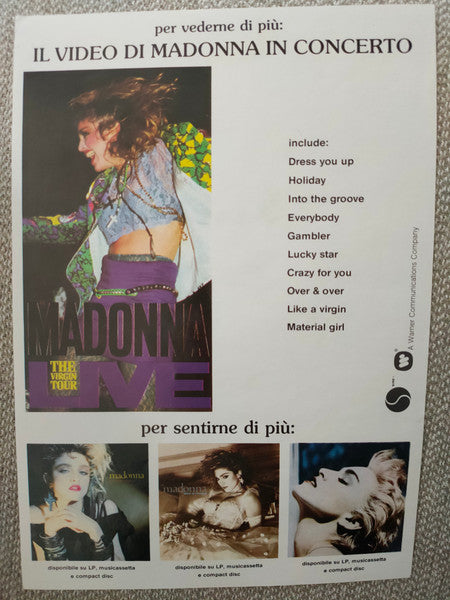 per vederne di più:
IL VIDEO DI MADONNA IN CONCERTO
MADONNA
THE
VIRGIN
TOUR
LIVE
include:
Dress you up
Holiday
Into the groove
Everybody
Gambler
Lucky star
Crazy for you
Over & over
Like a virgin
Material girl
A Warner Communications Company
per sentirne di più:
madonna
disponibile su LP, musicassetta
e compact disc
madonna
disponibile su LP, musicassetta
e compact disc
disponibile su LP, musicassetta
e compact disc